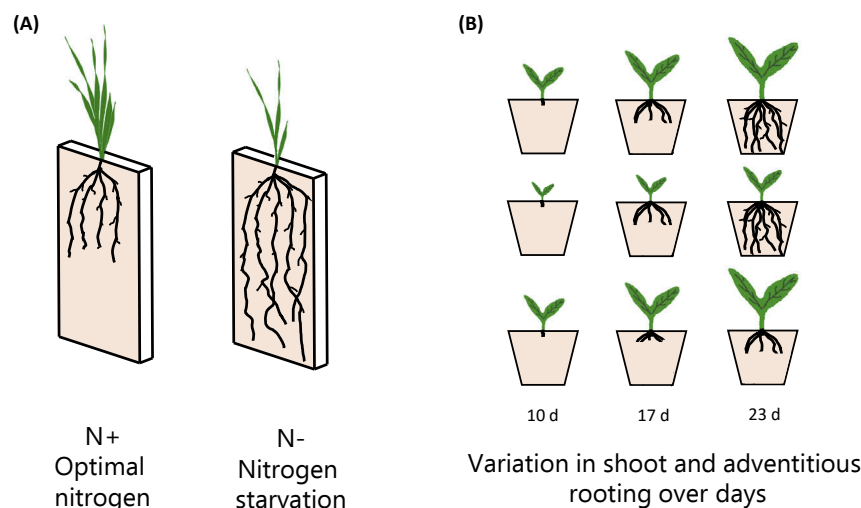 (A)
(B)
N+
Optimal
nitrogen
N-
Nitrogen
starvation
10 d
17 d
23 d
Variation in shoot and adventitious
rooting over days